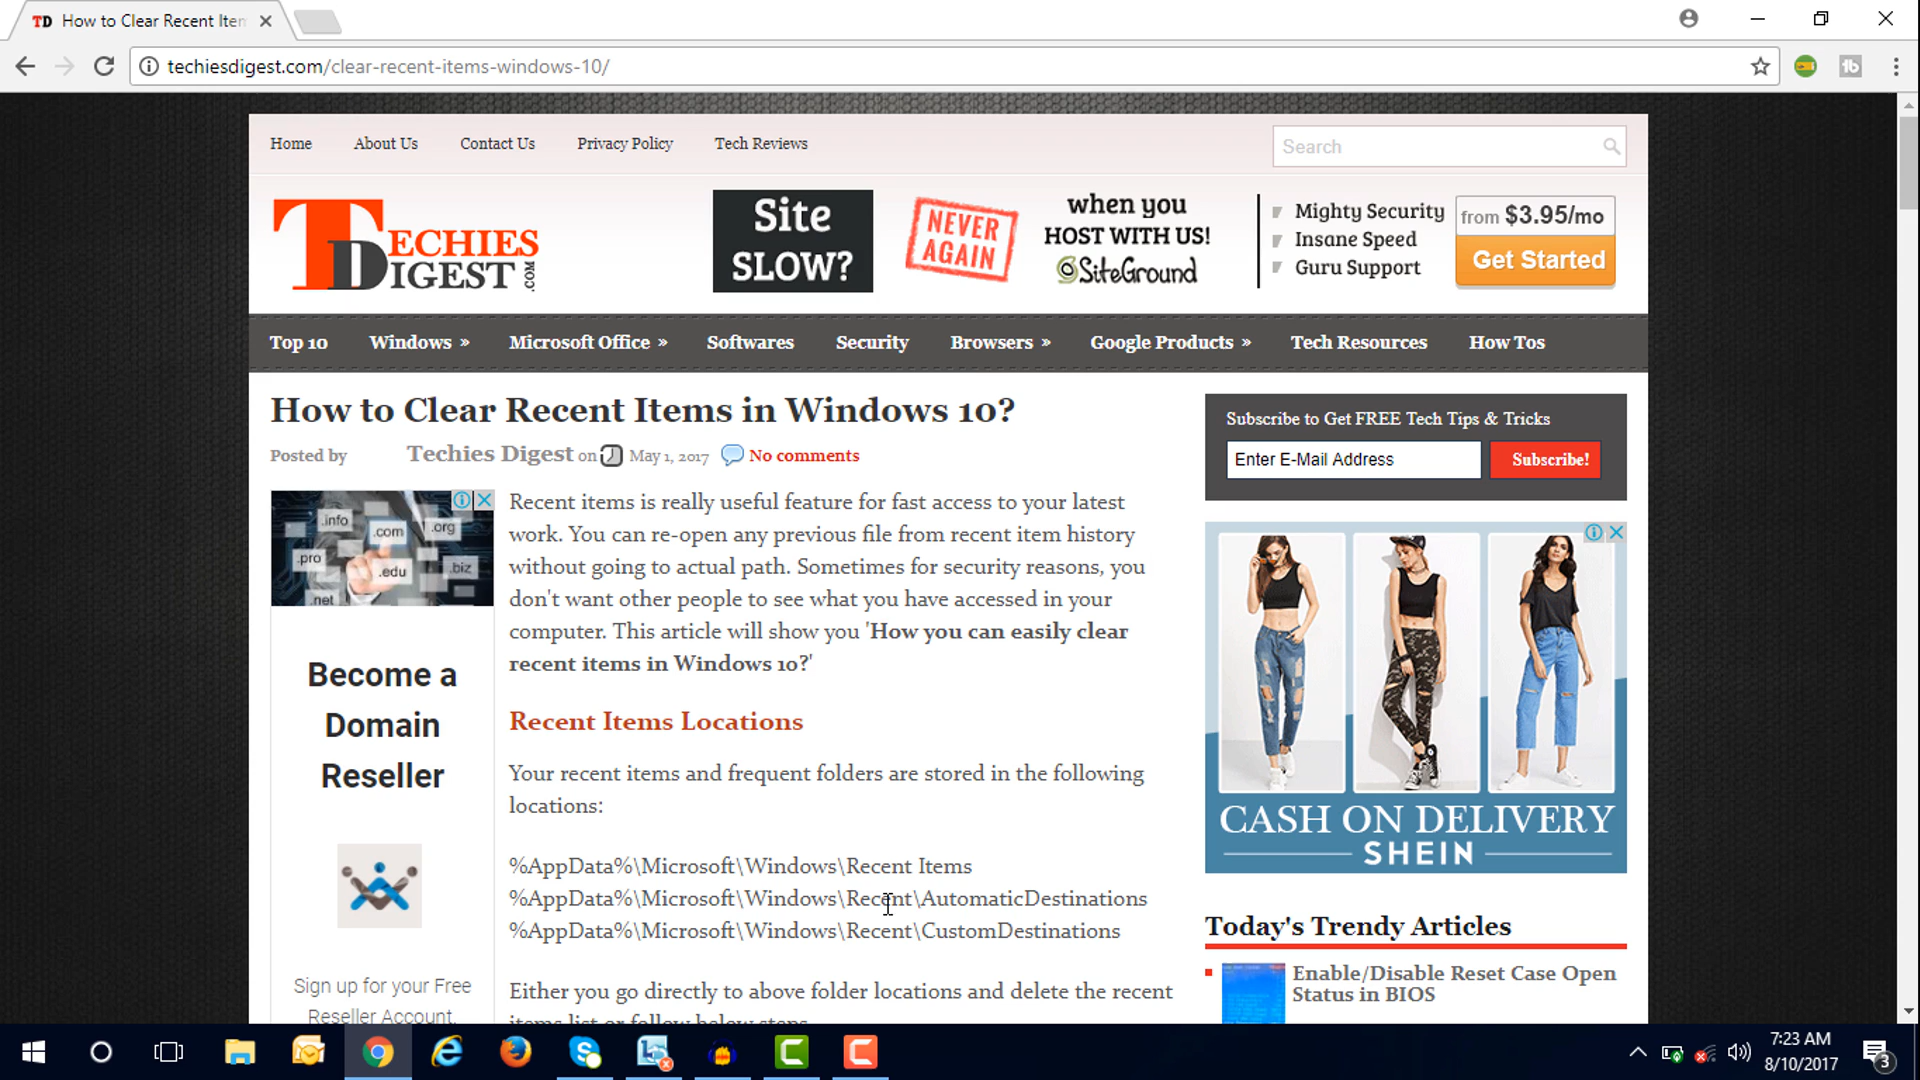 TD How to Clear Recent Item
techiesdigest.com/clear-recent-items-windows-10/
Home About Us Contact Us Privacy Policy Tech Reviews
Search
TECHIES
DIGEST.COM
Site
SLOW?
NEVER
AGAIN
when you
HOST WITH US!
SiteGround
Mighty Security
Insane Speed
Guru Support
from $3.95/mo
Get Started
Top 10 Windows » Microsoft Office » Softwares Security Browsers » Google Products » Tech Resources How Tos
How to Clear Recent Items in Windows 10?
Posted by Techies Digest on May 1, 2017 No comments
.info
.com
.org
.pro
.edu
.biz
.net
Become a
Domain
Reseller
Sign up for your Free
Reseller Account.
Recent items is really useful feature for fast access to your latest
work. You can re-open any previous file from recent item history
without going to actual path. Sometimes for security reasons, you
don't want other people to see what you have accessed in your
computer. This article will show you 'How you can easily clear
recent items in Windows 10?'
Recent Items Locations
Your recent items and frequent folders are stored in the following
locations:
%AppData%\Microsoft\Windows\Recent Items
%AppData%\Microsoft\Windows\Recent\AutomaticDestinations
%AppData%\Microsoft\Windows\Recent\CustomDestinations
Either you go directly to above folder locations and delete the recent
items list or follow below steps
Subscribe to Get FREE Tech Tips & Tricks
Enter E-Mail Address Subscribe!
CASH ON DELIVERY
SHEIN
Today's Trendy Articles
Enable/Disable Reset Case Open
Status in BIOS
7:23 AM
8/10/2017
3